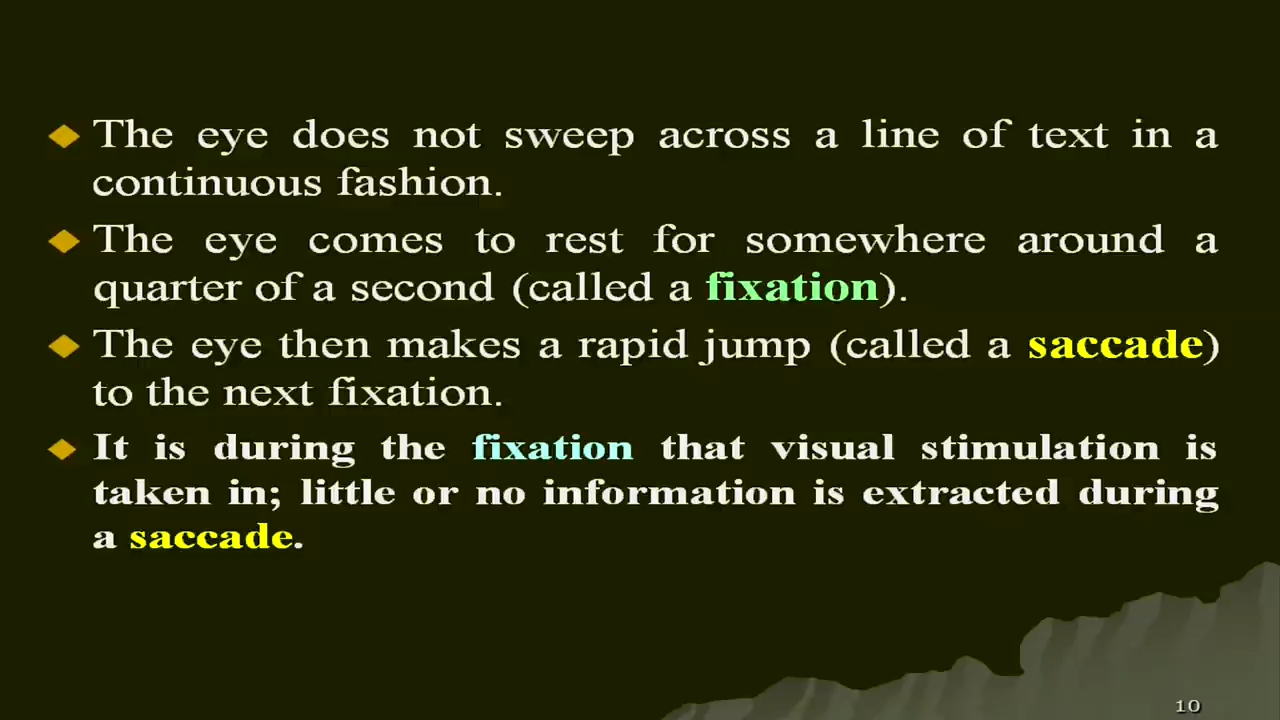 The eye does not sweep across a line of text in a
continuous fashion.
The eye comes to rest for somewhere around a
quarter of a second (called a fixation).
The eye then makes a rapid jump (called a saccade)
to the next fixation.
It is during the fixation that visual stimulation is
taken in; little or no information is extracted during
a saccade.
10